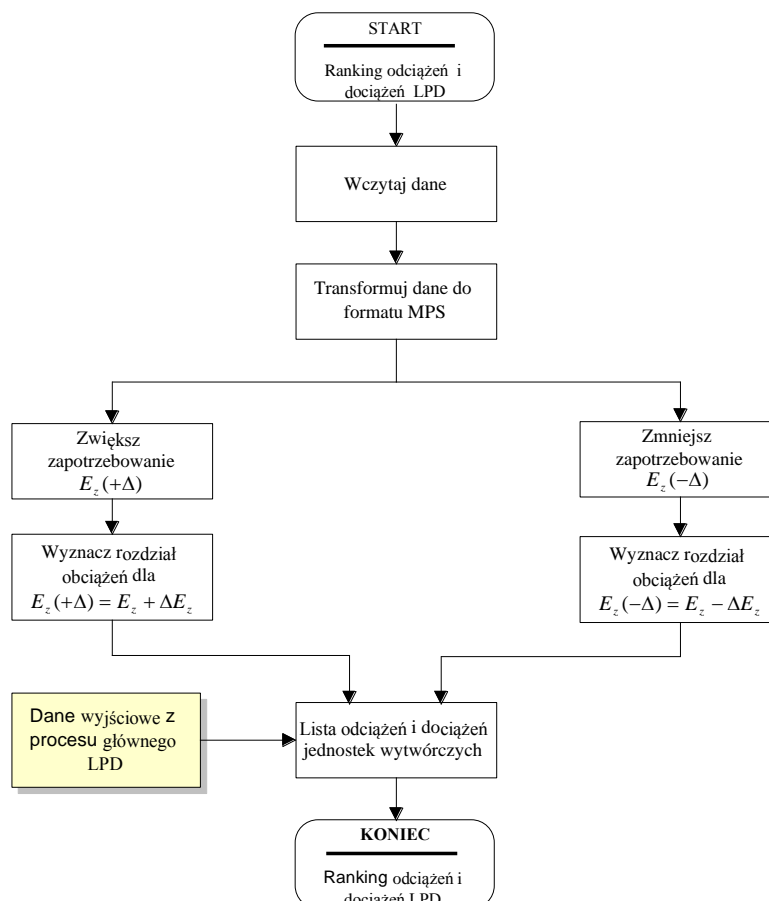 START
Ranking odciążeń i
dociążeń LPD
Wczytaj dane
Transformuj dane do
formatu MPS
Zwiększ
zapotrzebowanie
E_z(+Δ)
Zmniejsz
zapotrzebowanie
E_z(−Δ)
Wyznacz rozdział
obciążeń dla
E_z(+Δ) = E_z + ΔE_z
Wyznacz rozdział
obciążeń dla
E_z(−Δ) = E_z − ΔE_z
Dane wyjściowe z
procesu głównego
LPD
Lista odciążeń i dociążeń
jednostek wytwórczych
KONIEC
Ranking odciążeń i
dociążeń LPD